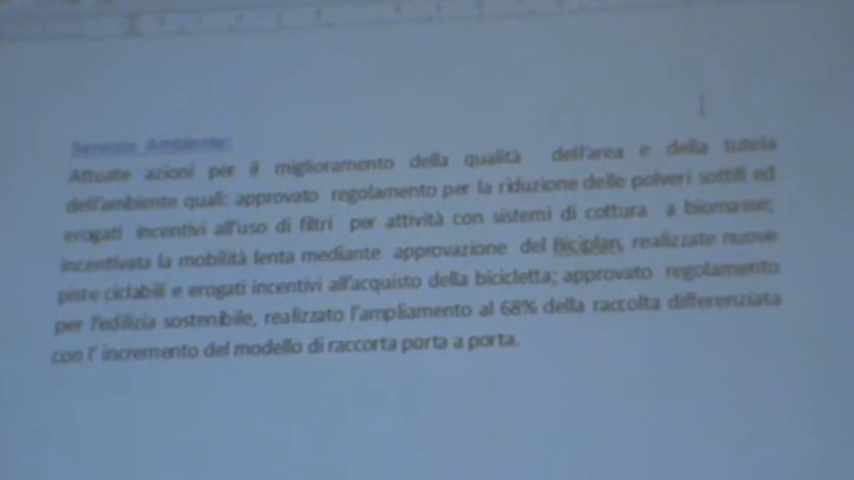 Servizio Ambiente:
Attuate azioni per il miglioramento della qualità dell'area e della tutela
dell'ambiente quali: approvato regolamento per la riduzione delle polveri sottili ed
erogati incentivi all'uso di filtri per attività con sistemi di cottura a biomasse;
incentivata la mobilità lenta mediante approvazione del Biciplan, realizzate nuove
piste ciclabili e erogati incentivi all'acquisto della bicicletta; approvato regolamento
per l'edilizia sostenibile, realizzato l'ampliamento al 68% della raccolta differenziata
con l' incremento del modello di raccorta porta a porta.